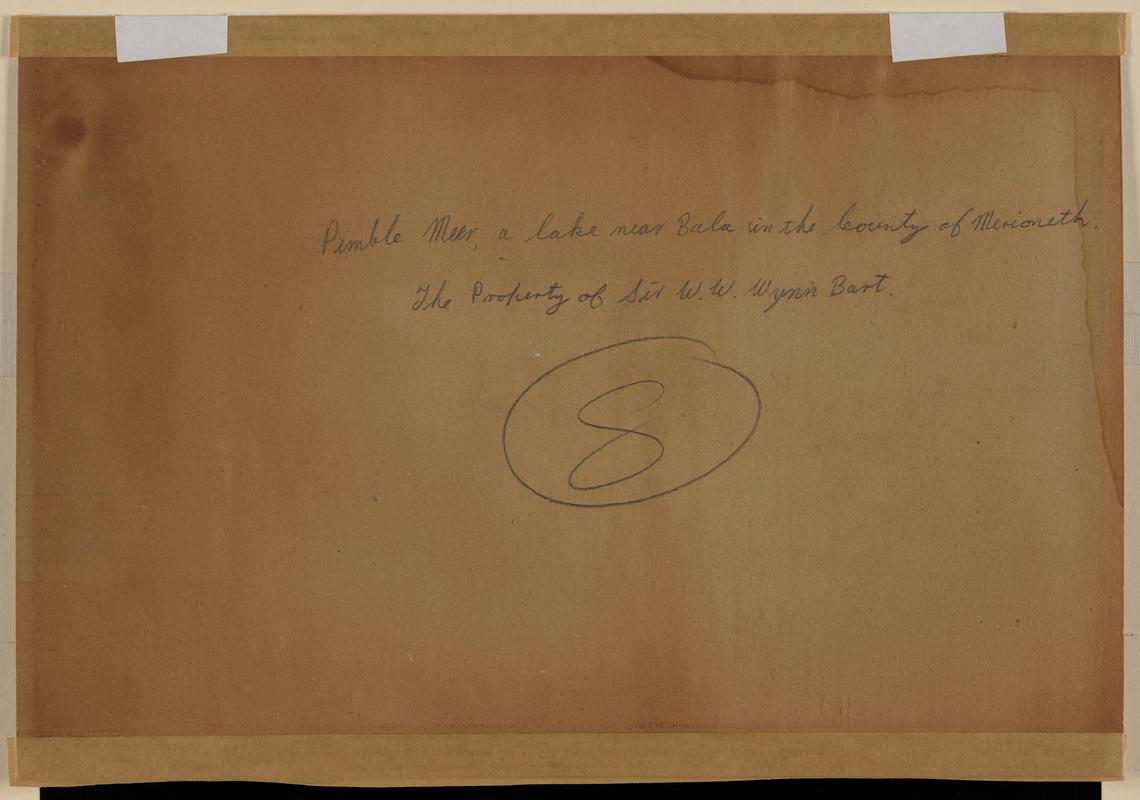 Pimble Meer, a lake near Bala in the County of Merioneth.
The Property of Sir W. W. Wynn Bart.
8